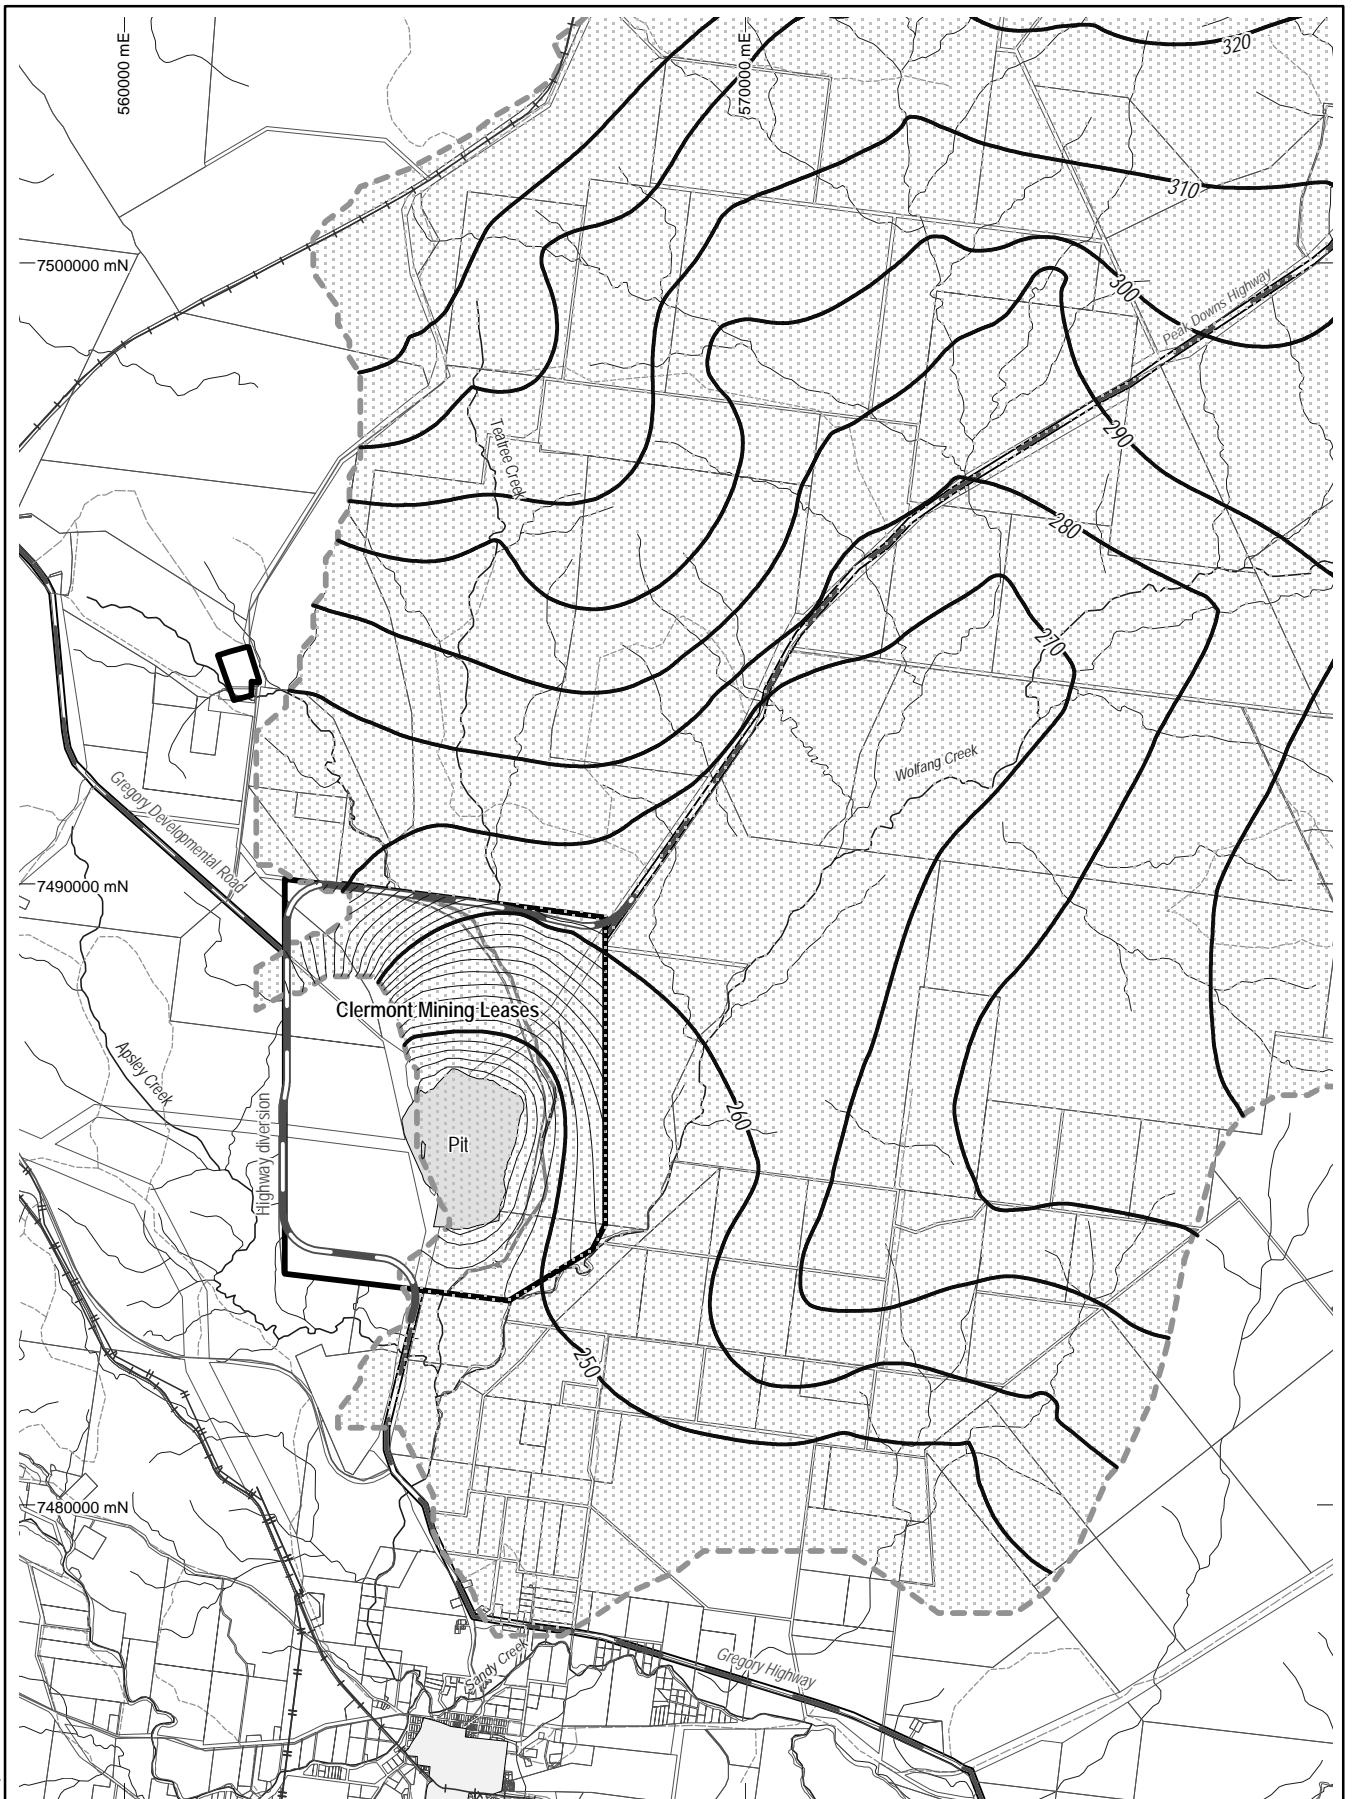 560000 mE
570000 mE
320
310
7500000 mN
300
Peak Downs Highway
290
Teatree Creek
280
270
Wolfang Creek
Gregory Developmental Road
7490000 mN
Clermont Mining Leases
Apsley Creek
Highway diversion
Pit
260
250
7480000 mN
Sandy Creek
Gregory Highway